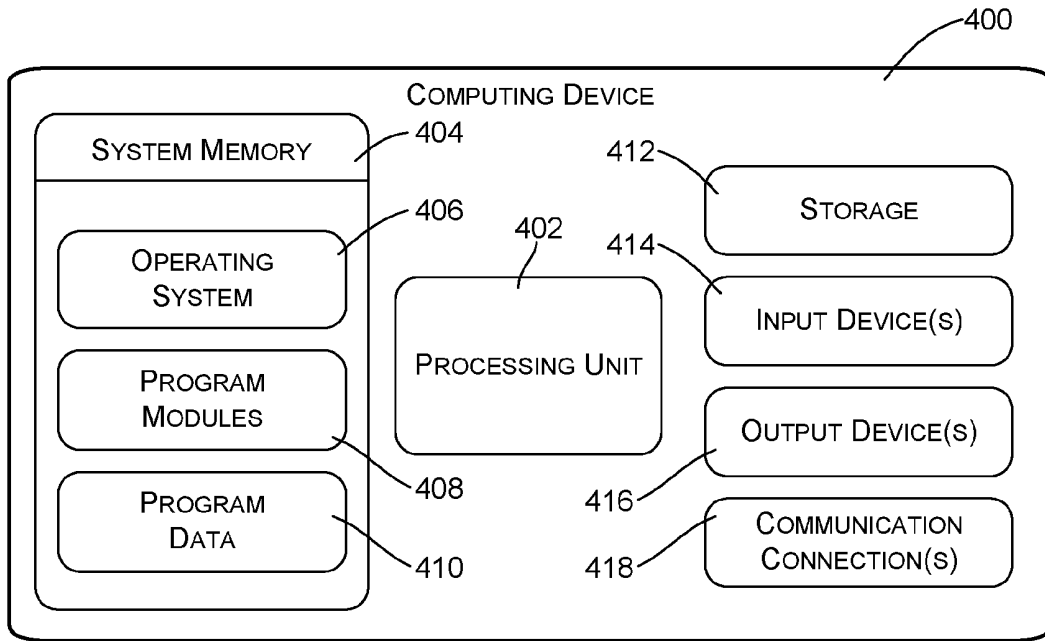 400
COMPUTING DEVICE
SYSTEM MEMORY
404
OPERATING
SYSTEM
406
PROGRAM
MODULES
408
PROGRAM
DATA
410
402
PROCESSING UNIT
412
STORAGE
414
INPUT DEVICE(S)
OUTPUT DEVICE(S)
416
COMMUNICATION
CONNECTION(S)
418